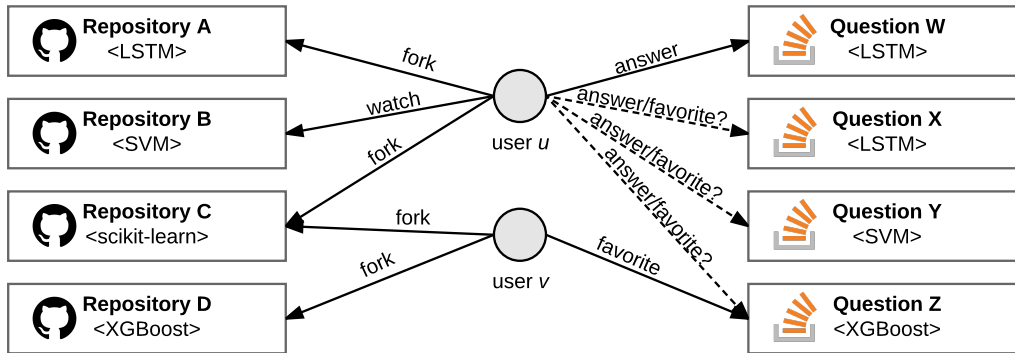 Repository A
<LSTM>
Repository B
<SVM>
Repository C
<scikit-learn>
Repository D
<XGBoost>
fork
watch
fork
user u
fork
fork
user v
answer
answer/favorite?
answer/favorite?
answer/favorite?
favorite
Question W
<LSTM>
Question X
<LSTM>
Question Y
<SVM>
Question Z
<XGBoost>